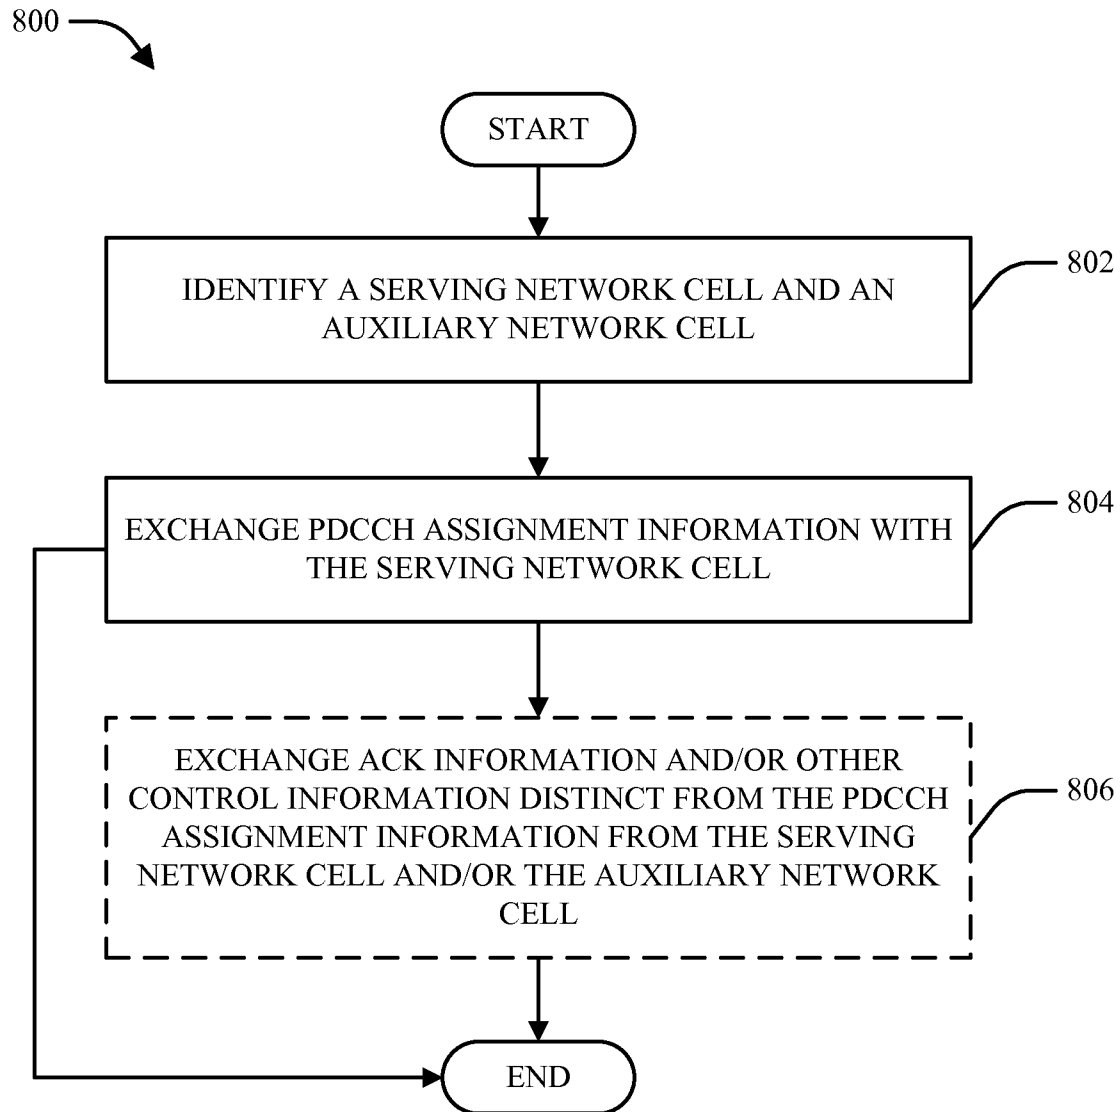 800
START
IDENTIFY A SERVING NETWORK CELL AND AN
AUXILIARY NETWORK CELL
802
EXCHANGE PDCCH ASSIGNMENT INFORMATION WITH
THE SERVING NETWORK CELL
804
EXCHANGE ACK INFORMATION AND/OR OTHER
CONTROL INFORMATION DISTINCT FROM THE PDCCH
ASSIGNMENT INFORMATION FROM THE SERVING
NETWORK CELL AND/OR THE AUXILIARY NETWORK
CELL
806
END